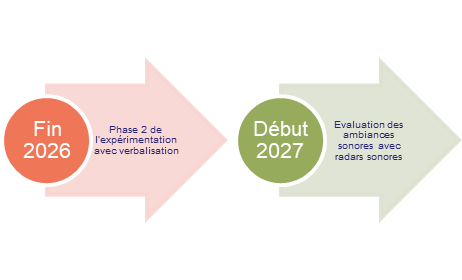 Fin
2026
Phase 2 de
l'expérimentation
avec verbalisation
Début
2027
Evaluation des
ambiances
sonores avec
radars sonores